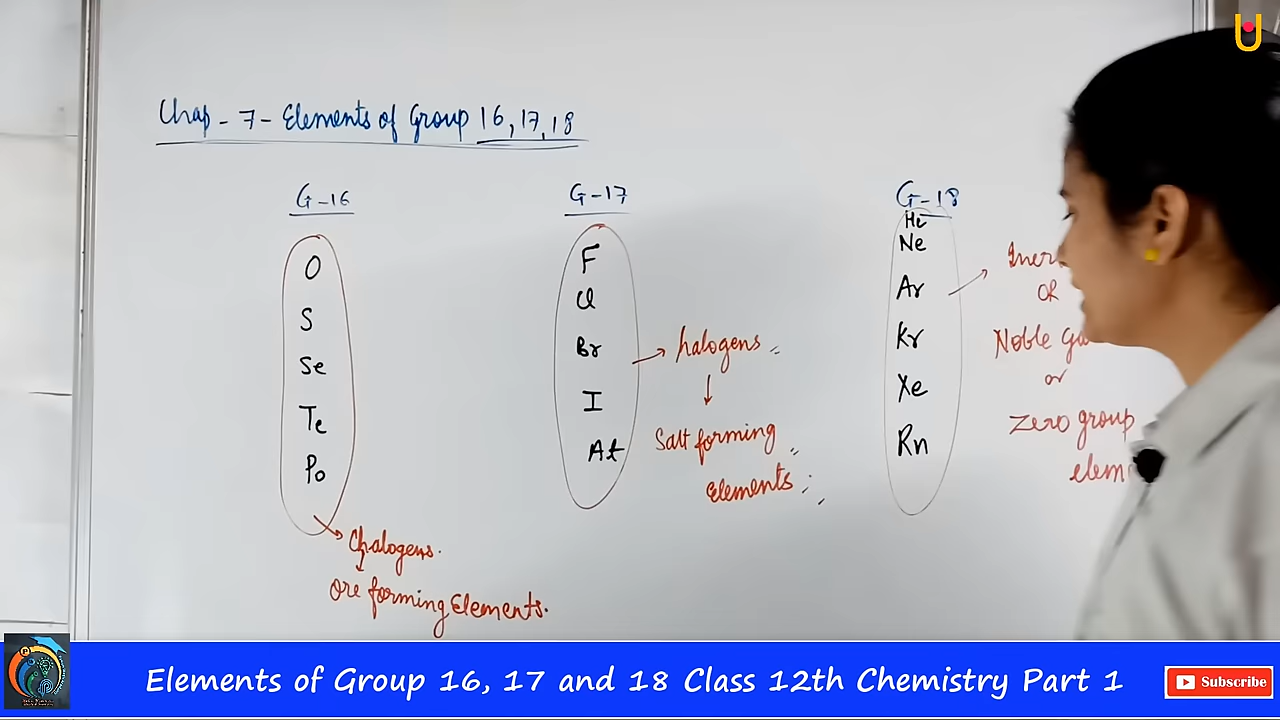 Chap - 7 - Elements of Group 16, 17, 18
G-16
O
S
Se
Te
Po
Chalogens.
Ore forming Elements.
G-17
F
Cl
Br
I
At
halogens
Salt forming
Elements
G-18
He
Ne
Ar
Kr
Xe
Rn
OR
Noble
or
Zero group
Elements of Group 16, 17 and 18 Class 12th Chemistry Part 1
Subscribe